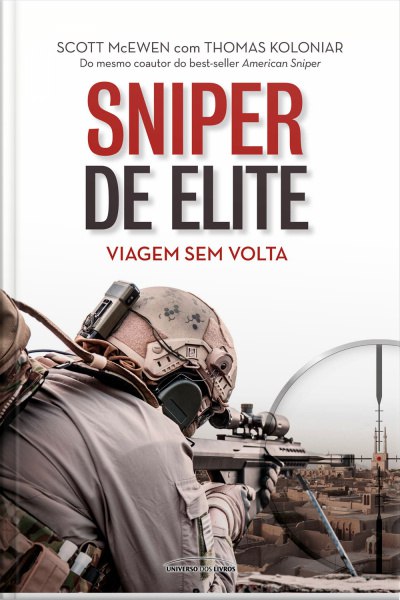 SCOTT McEWEN com THOMAS KOLONIAR
Do mesmo coautor do best-seller American Sniper
SNIPER
DE ELITE
VIAGEM SEM VOLTA
UNIVERSO DOS LIVROS